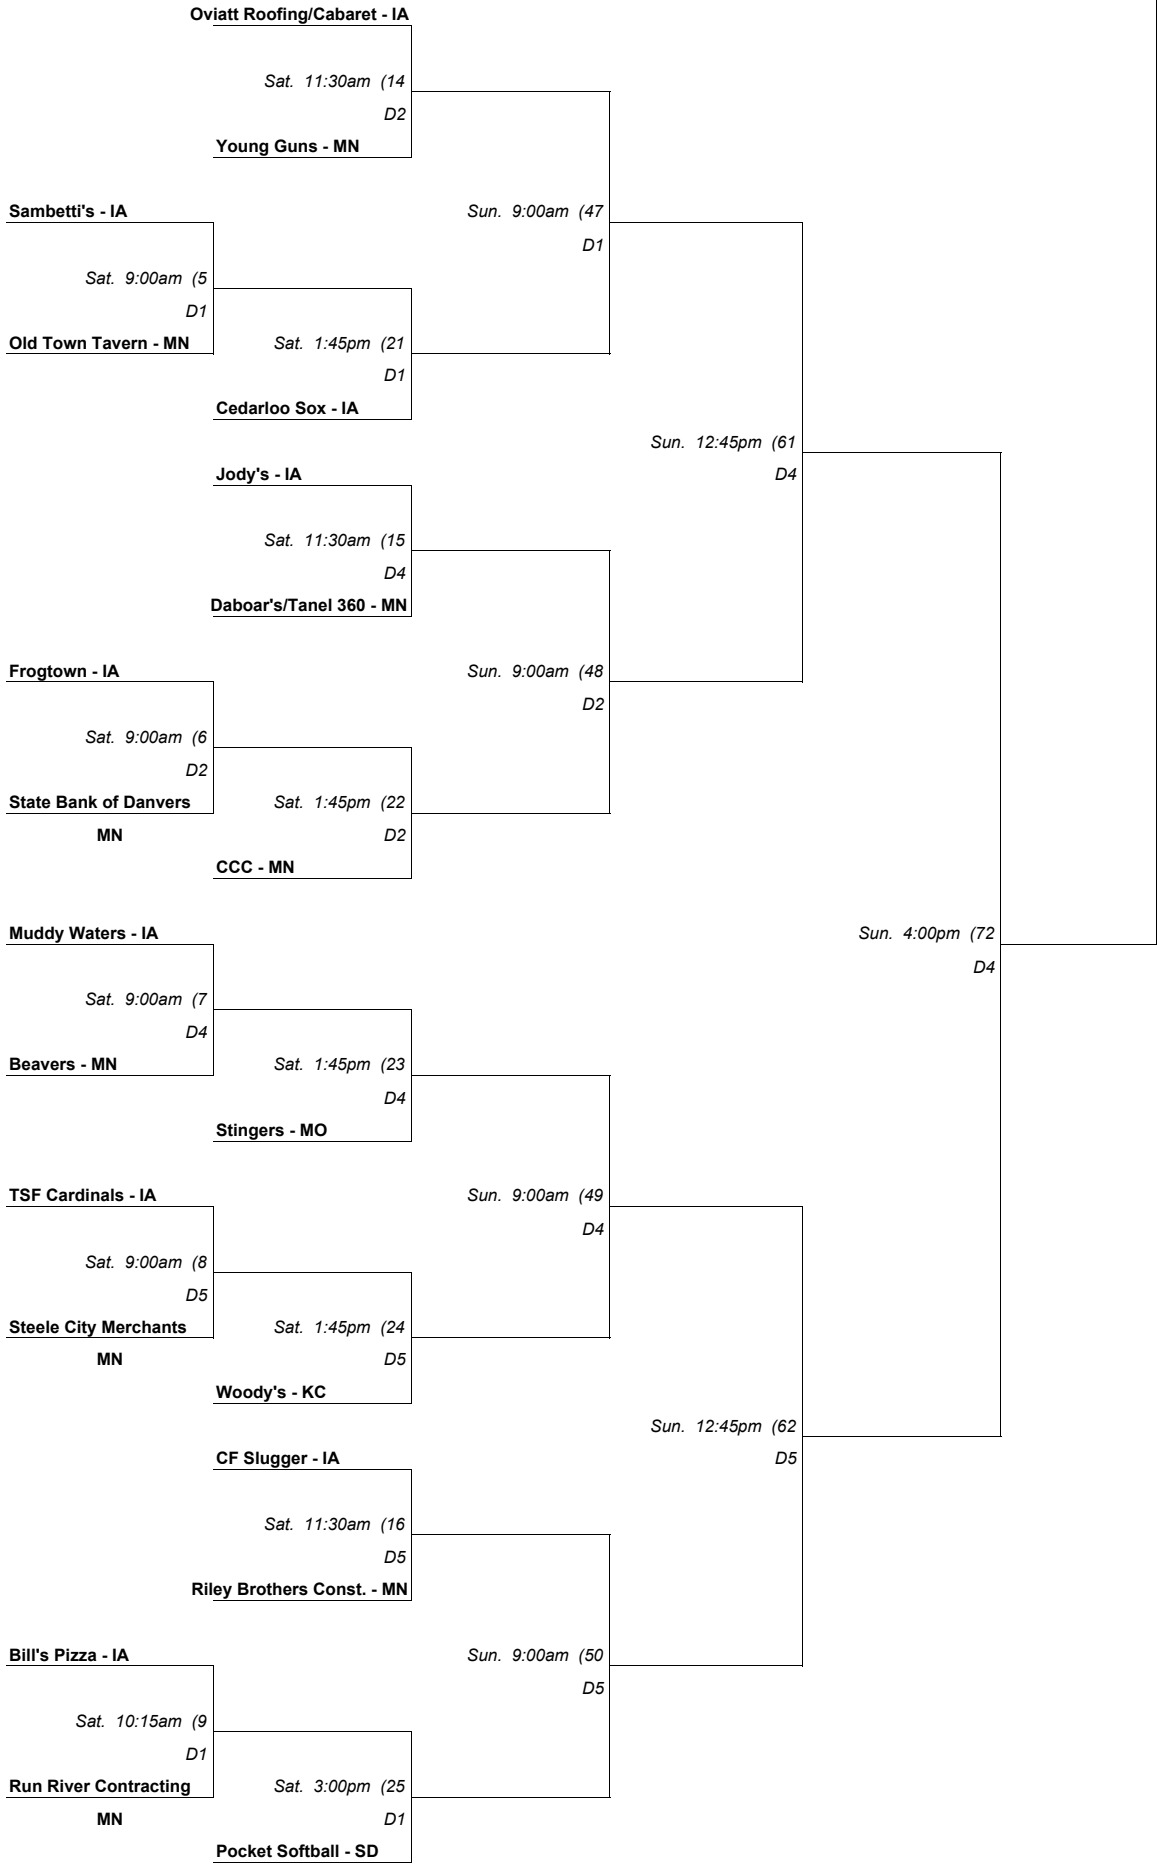 Oviatt Roofing/Cabaret - IA
Sat. 11:30am (14
D2
Young Guns - MN
Sambetti's - IA
Sun. 9:00am (47
D1
Sat. 9:00am (5
D1
Old Town Tavern - MN
Sat. 1:45pm (21
D1
Cedarloo Sox - IA
Sun. 12:45pm (61
D4
Jody's - IA
Sat. 11:30am (15
D4
Daboar's/Tanel 360 - MN
Frogtown - IA
Sun. 9:00am (48
D2
Sat. 9:00am (6
D2
State Bank of Danvers
MN
Sat. 1:45pm (22
D2
CCC - MN
Muddy Waters - IA
Sun. 4:00pm (72
D4
Sat. 9:00am (7
D4
Beavers - MN
Sat. 1:45pm (23
D4
Stingers - MO
TSF Cardinals - IA
Sun. 9:00am (49
D4
Sat. 9:00am (8
D5
Steele City Merchants
MN
Sat. 1:45pm (24
D5
Woody's - KC
Sun. 12:45pm (62
D5
CF Slugger - IA
Sat. 11:30am (16
D5
Riley Brothers Const. - MN
Bill's Pizza - IA
Sun. 9:00am (50
D5
Sat. 10:15am (9
D1
Run River Contracting
MN
Sat. 3:00pm (25
D1
Pocket Softball - SD